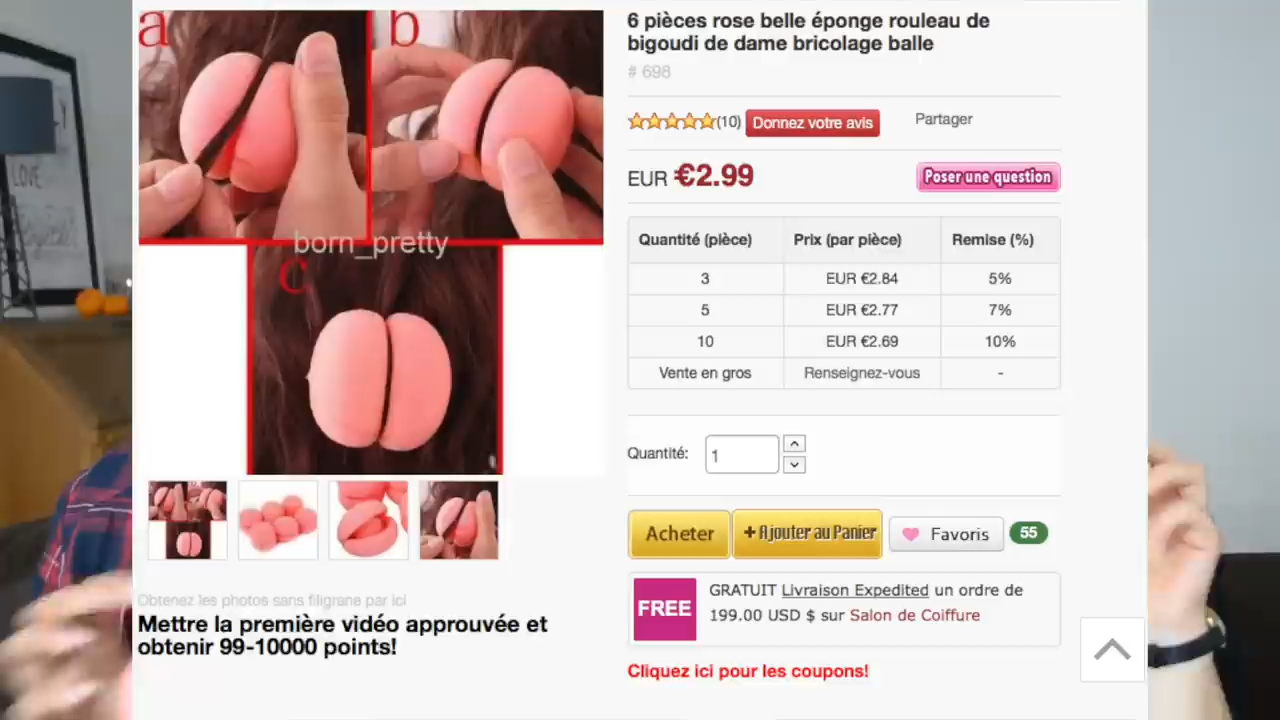 a
b
born_pretty
c
LOVE
6 pièces rose belle éponge rouleau de
bigoudi de dame bricolage balle
# 698
(10)
Donnez votre avis
Partager
EUR €2.99
Poser une question
Quantité (pièce) Prix (par pièce) Remise (%)
3 EUR €2.84 5%
5 EUR €2.77 7%
10 EUR €2.69 10%
Vente en gros Renseignez-vous -
Quantité: 1
Acheter
+Ajouter au Panier
Favoris
55
FREE
GRATUIT Livraison Expedited un ordre de
199.00 USD $ sur Salon de Coiffure
Cliquez ici pour les coupons!
Obtenez les photos sans filigrane par ici
Mettre la première vidéo approuvée et
obtenir 99-10000 points!